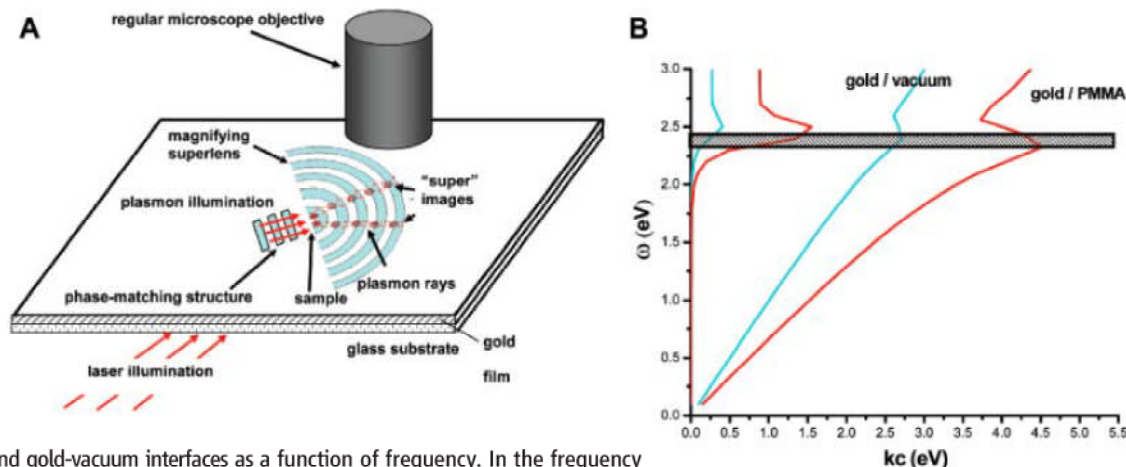 A
regular microscope objective
magnifying
superlens
"super"
images
plasmon illumination
phase-matching structure
sample
plasmon rays
glass substrate
gold
film
laser illumination
B
gold / vacuum
gold / PMMA
3.0
2.5
2.0
1.5
1.0
0.5
0.0
ω (eV)
0.0 0.5 1.0 1.5 2.0 2.5 3.0 3.5 4.0 4.5 5.0 5.5
kc (eV)
nd gold-vacuum interfaces as a function of frequency. In the frequency